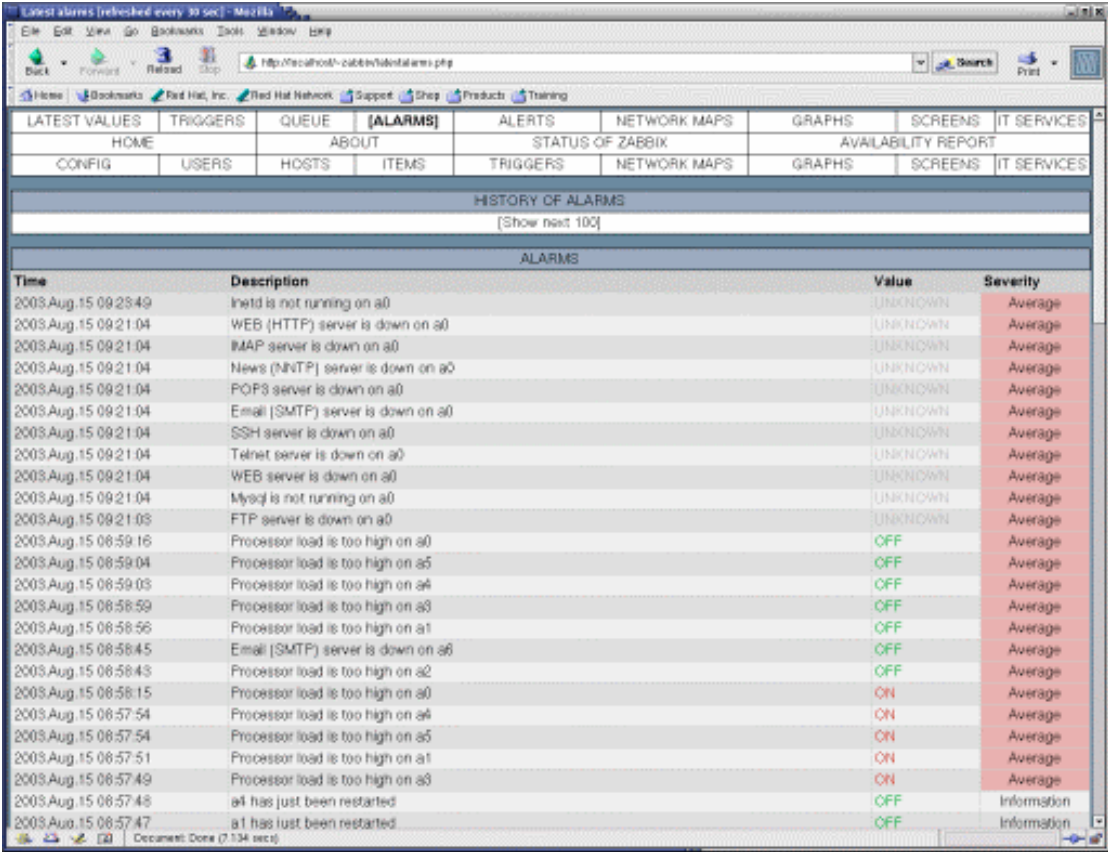 Latest alarms [refreshed every 30 sec] - Mozilla
File Edit View Go Bookmarks Tools Window Help
Back Forward Reload Stop http://localhost/~zabbix/latestalarms.php Search Print
Home Bookmarks Red Hat, Inc. Red Hat Network Support Shop Products Training
LATEST VALUES TRIGGERS QUEUE [ALARMS] ALERTS NETWORK MAPS GRAPHS SCREENS IT SERVICES
HOME ABOUT STATUS OF ZABBIX AVAILABILITY REPORT
CONFIG USERS HOSTS ITEMS TRIGGERS NETWORK MAPS GRAPHS SCREENS IT SERVICES
HISTORY OF ALARMS
[Show next 100]
ALARMS
Time Description Value Severity
2003.Aug.15 09:23:49 Inetd is not running on a0 UNKNOWN Average
2003.Aug.15 09:21:04 WEB (HTTP) server is down on a0 UNKNOWN Average
2003.Aug.15 09:21:04 IMAP server is down on a0 UNKNOWN Average
2003.Aug.15 09:21:04 News (NNTP) server is down on a0 UNKNOWN Average
2003.Aug.15 09:21:04 POP3 server is down on a0 UNKNOWN Average
2003.Aug.15 09:21:04 Email (SMTP) server is down on a0 UNKNOWN Average
2003.Aug.15 09:21:04 SSH server is down on a0 UNKNOWN Average
2003.Aug.15 09:21:04 Telnet server is down on a0 UNKNOWN Average
2003.Aug.15 09:21:04 WEB server is down on a0 UNKNOWN Average
2003.Aug.15 09:21:04 Mysql is not running on a0 UNKNOWN Average
2003.Aug.15 09:21:03 FTP server is down on a0 UNKNOWN Average
2003.Aug.15 08:59:16 Processor load is too high on a0 OFF Average
2003.Aug.15 08:59:04 Processor load is too high on a5 OFF Average
2003.Aug.15 08:59:03 Processor load is too high on a4 OFF Average
2003.Aug.15 08:58:59 Processor load is too high on a3 OFF Average
2003.Aug.15 08:58:56 Processor load is too high on a1 OFF Average
2003.Aug.15 08:58:45 Email (SMTP) server is down on a6 OFF Average
2003.Aug.15 08:58:43 Processor load is too high on a2 OFF Average
2003.Aug.15 08:58:15 Processor load is too high on a0 ON Average
2003.Aug.15 08:57:54 Processor load is too high on a4 ON Average
2003.Aug.15 08:57:54 Processor load is too high on a5 ON Average
2003.Aug.15 08:57:51 Processor load is too high on a1 ON Average
2003.Aug.15 08:57:49 Processor load is too high on a3 ON Average
2003.Aug.15 08:57:48 a4 has just been restarted OFF Information
2003.Aug.15 08:57:47 a1 has just been restarted OFF Information
Document: Done (7.134 secs)